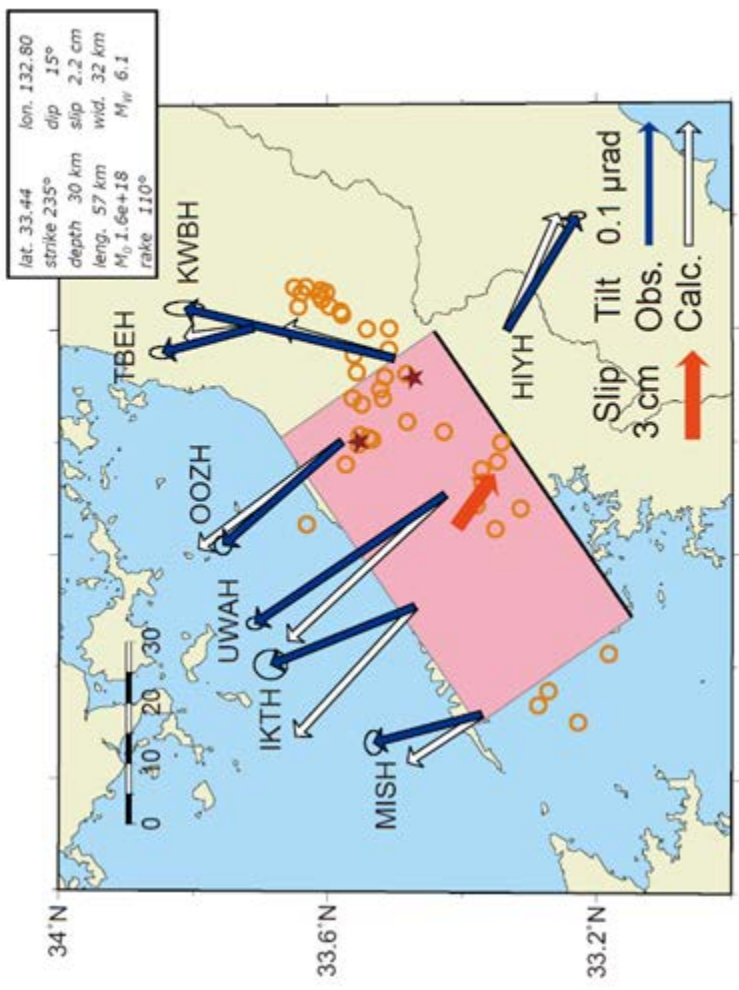 lat. 33.44 lon. 132.80
strike 235° dip 15°
depth 30 km slip 2.2 cm
leng. 57 km wid. 32 km
M₀ 1.6e+18 Mw 6.1
rake 110°
34°N
33.6°N
33.2°N
TBEH
KWBH
OOZH
UWAH
IKTH
MISH
HIYH
0 10 20 30
Slip Tilt
3 cm 0.1 μrad
Obs.
Calc.